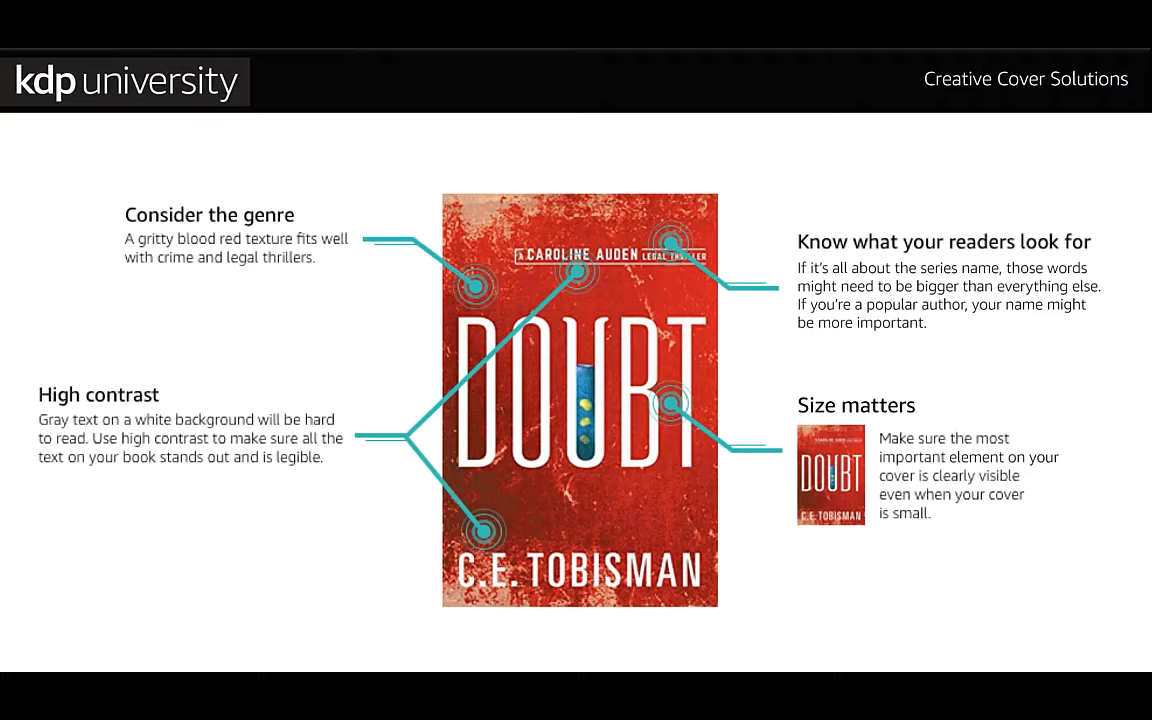 kdp university
Creative Cover Solutions
Consider the genre
A gritty blood red texture fits well
with crime and legal thrillers.
High contrast
Gray text on a white background will be hard
to read. Use high contrast to make sure all the
text on your book stands out and is legible.
A CAROLINE AUDEN LEGAL THRILLER
DOUBT
C.E. TOBISMAN
Know what your readers look for
If it's all about the series name, those words
might need to be bigger than everything else.
If you're a popular author, your name might
be more important.
Size matters
DOUBT
C.E. TOBISMAN
Make sure the most
important element on your
cover is clearly visible
even when your cover
is small.